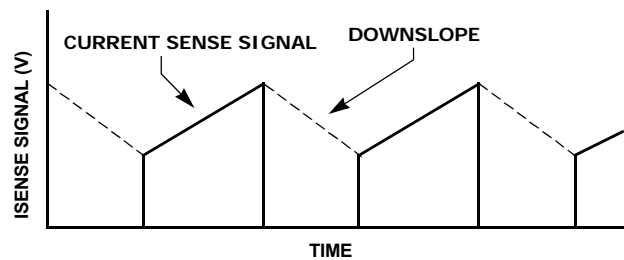 CURRENT SENSE SIGNAL
DOWNSLOPE
ISENSE SIGNAL (V)
TIME